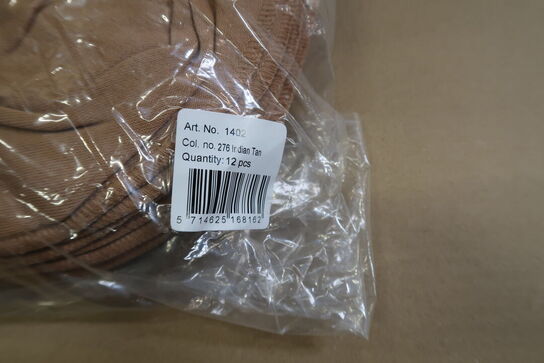 Art. No. 1402
Col. no. 276 Indian Tan
Quantity: 12 pcs
5 714625 168162